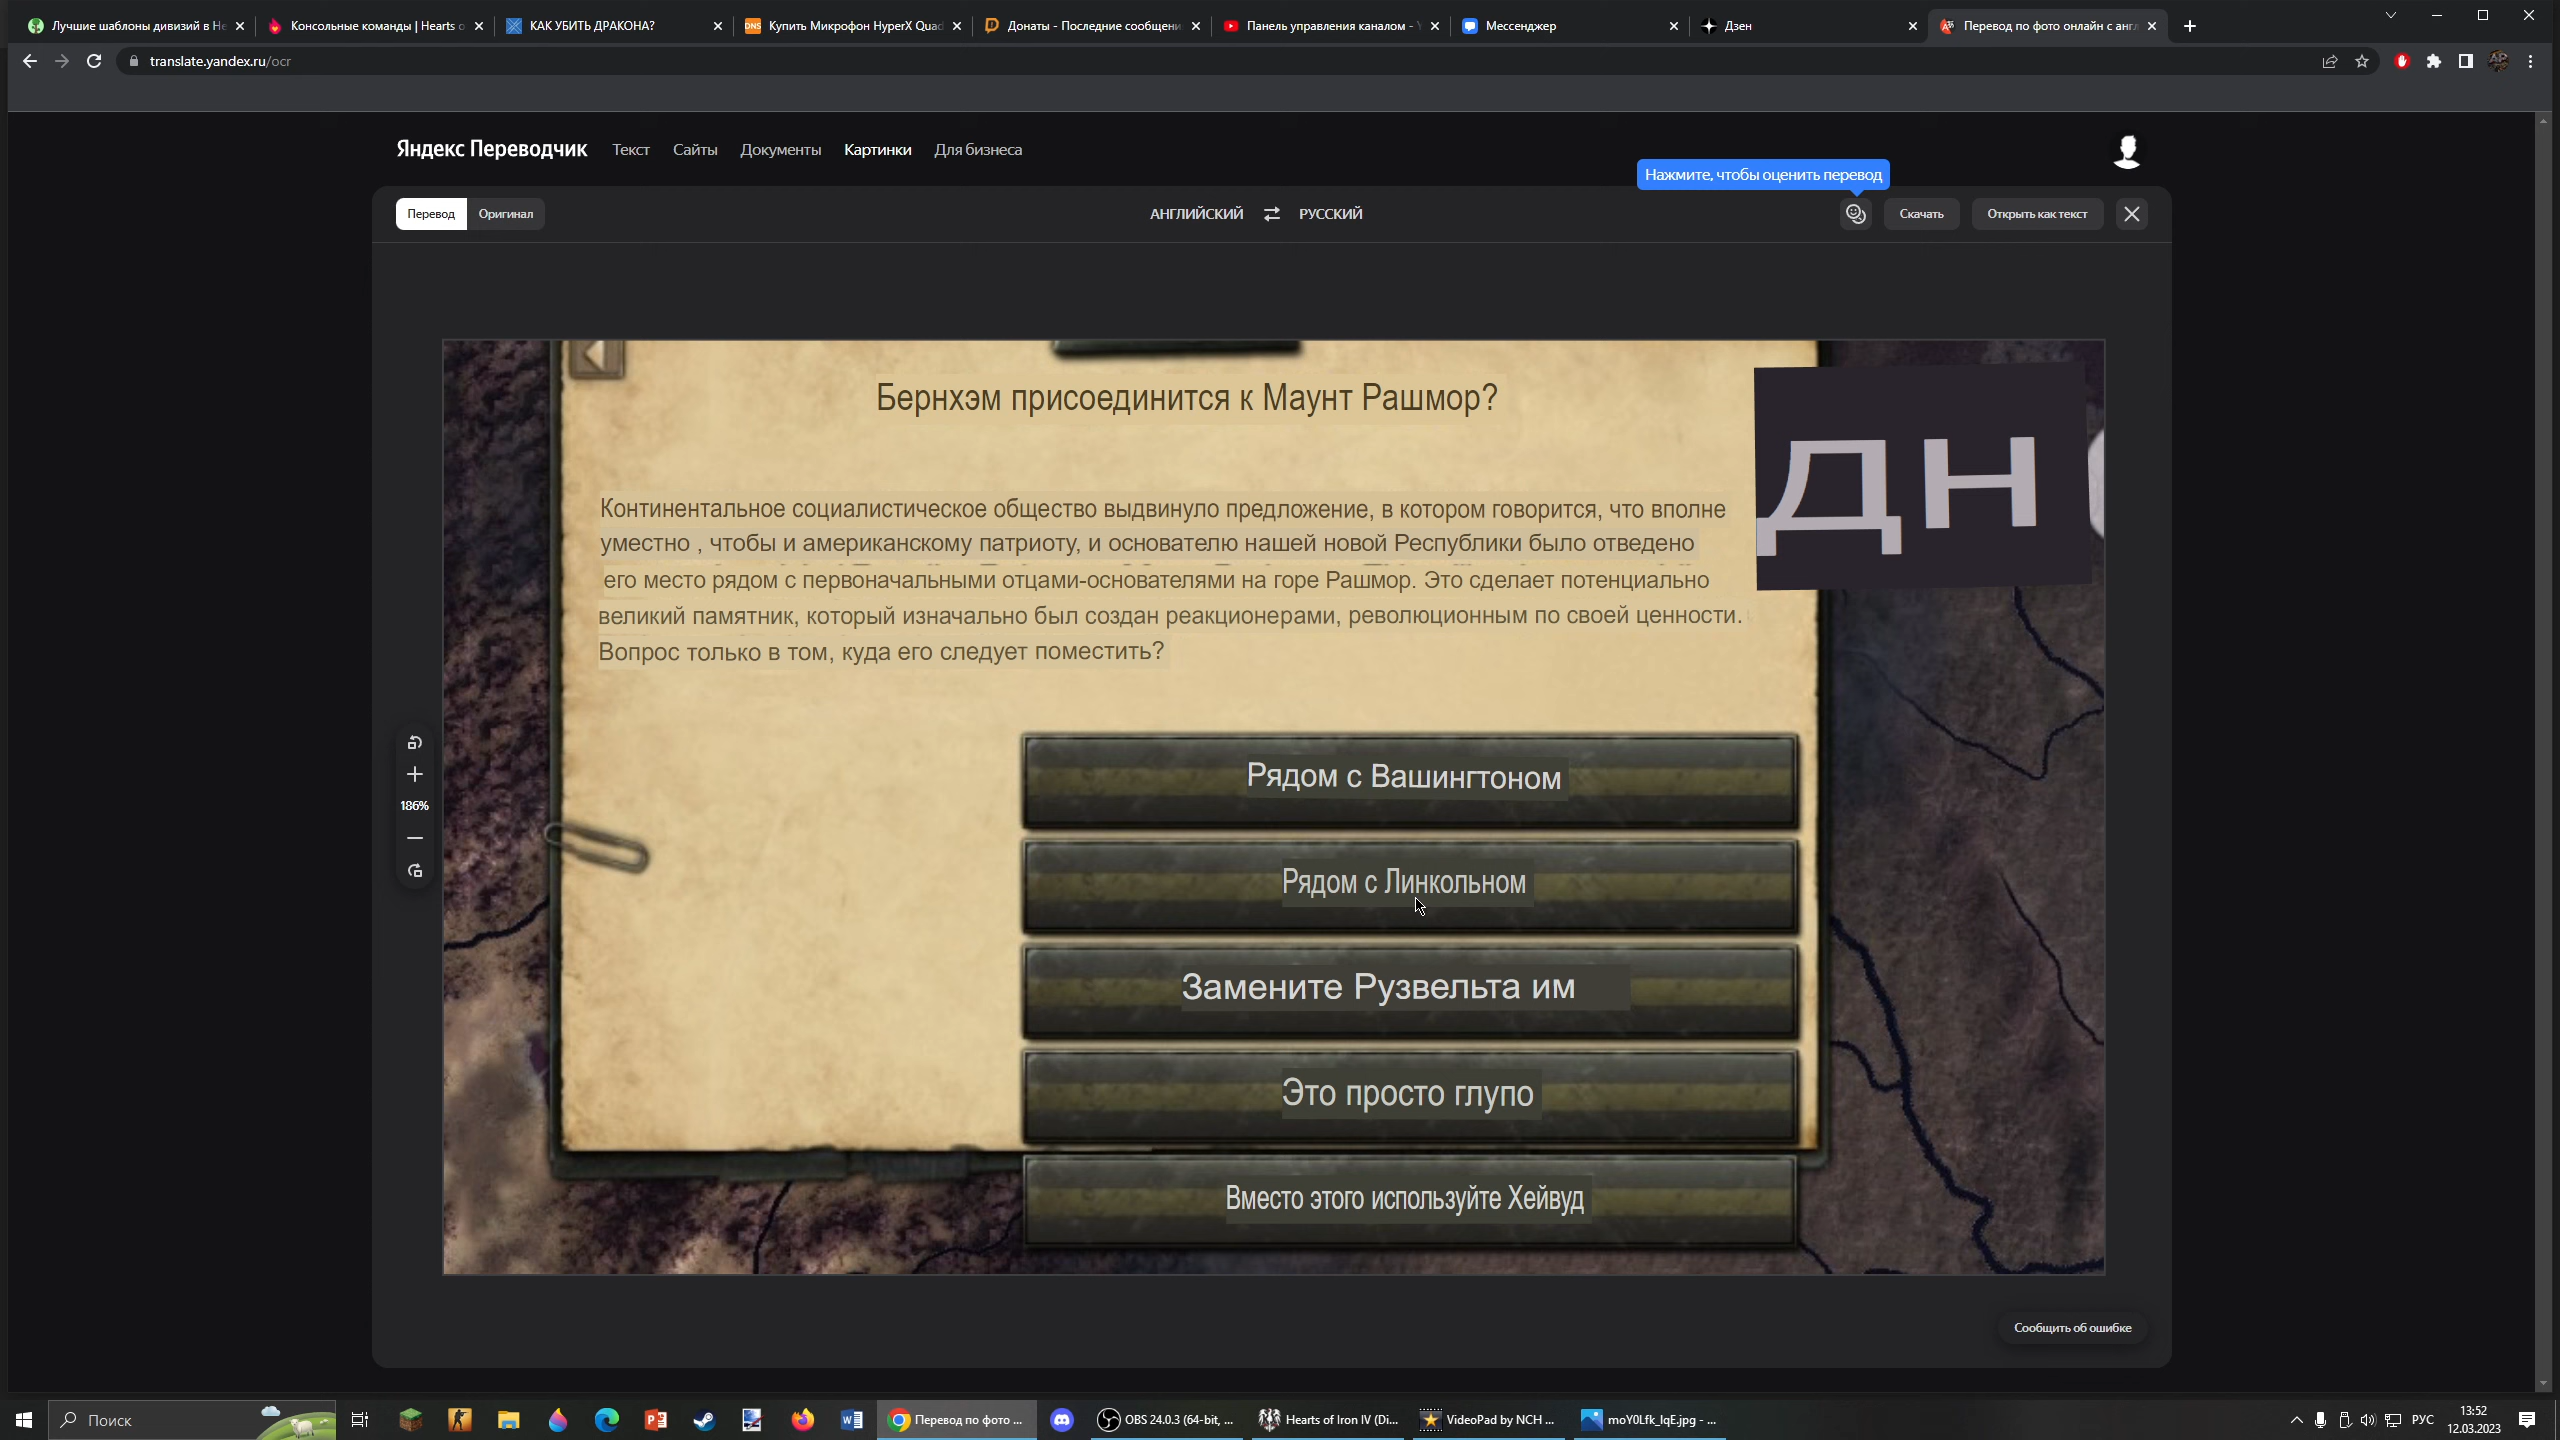 Лучшие шаблоны дивизий в He
Консольные команды | Hearts o
КАК УБИТЬ ДРАКОНА?
DNS
Купить Микрофон HyperX Quad
Донаты - Последние сообщени
Панель управления каналом - Y
Мессенджер
Дзен
Перевод по фото онлайн с англ
translate.yandex.ru/ocr
Яндекс Переводчик
Текст
Сайты
Документы
Картинки
Для бизнеса
Нажмите, чтобы оценить перевод
Перевод
Оригинал
АНГЛИЙСКИЙ
РУССКИЙ
Скачать
Открыть как текст
Бернхэм присоединится к Маунт Рашмор?
дн
Континентальное социалистическое общество выдвинуло предложение, в котором говорится, что вполне
уместно , чтобы и американскому патриоту, и основателю нашей новой Республики было отведено
его место рядом с первоначальными отцами-основателями на горе Рашмор. Это сделает потенциально
великий памятник, который изначально был создан реакционерами, революционным по своей ценности.
Вопрос только в том, куда его следует поместить?
Рядом с Вашингтоном
186%
Рядом с Линкольном
Замените Рузвельта им
Это просто глупо
Вместо этого используйте Хейвуд
Сообщить об ошибке
Поиск
Перевод по фото ...
OBS 24.0.3 (64-bit, ...
Hearts of Iron IV (Di...
VideoPad by NCH ...
moY0Lfk_IqE.jpg - ...
РУС
13:52
12.03.2023